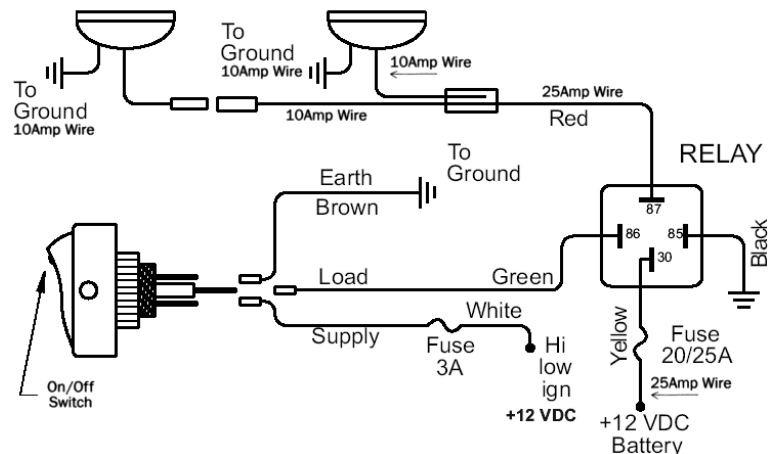 To
Ground
10Amp Wire
To
Ground
10Amp Wire
10Amp Wire
10Amp Wire
25Amp Wire
Red
RELAY
87
86
85
30
Black
Earth
Brown
To
Ground
Load
Green
Supply
White
Fuse
3A
Hi
low
ign
+12 VDC
Yellow
Fuse
20/25A
25Amp Wire
+12 VDC
Battery
On/Off
Switch